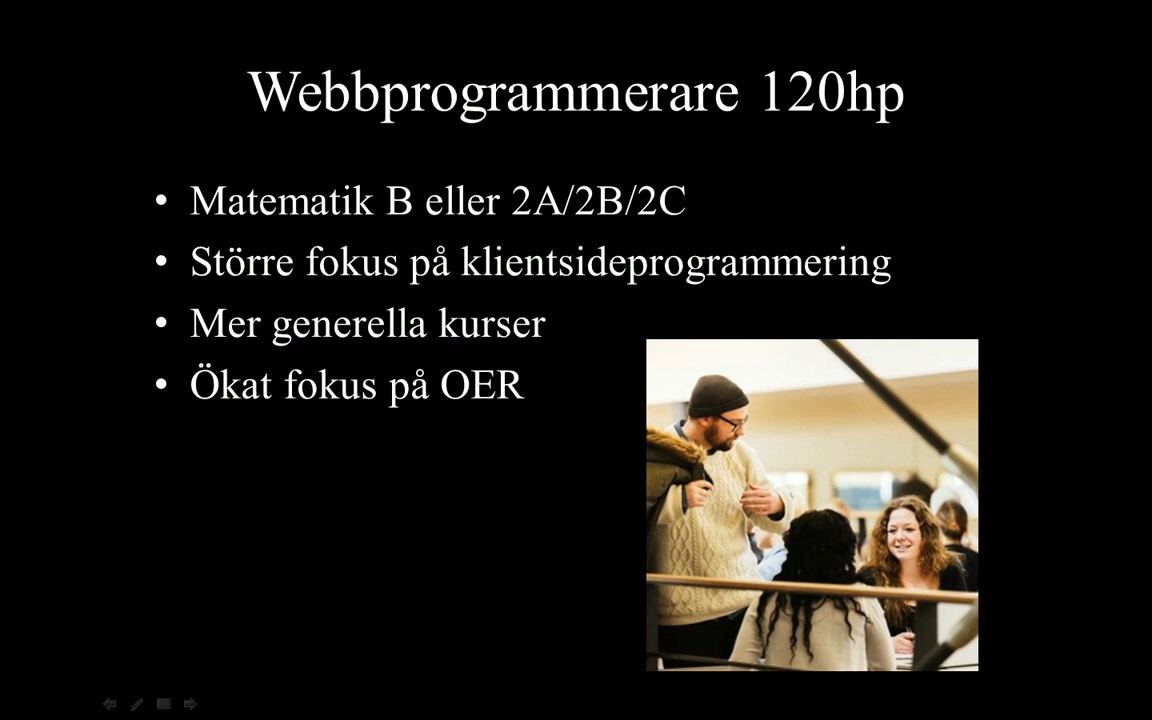 Webbprogrammerare 120hp
• Matematik B eller 2A/2B/2C
• Större fokus på klientsideprogrammering
• Mer generella kurser
• Ökat fokus på OER